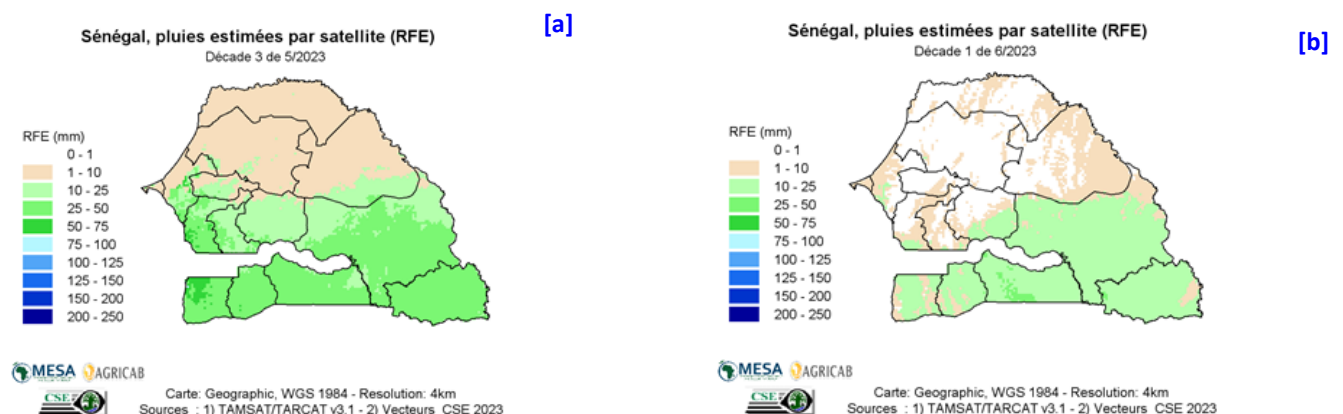 [a]
Sénégal, pluies estimées par satellite (RFE)
Décade 3 de 5/2023
RFE (mm)
0 - 1
1 - 10
10 - 25
25 - 50
50 - 75
75 - 100
100 - 125
125 - 150
150 - 200
200 - 250
MESA AGRICAB
CSE
Carte: Geographic, WGS 1984 - Resolution: 4km
Sources : 1) TAMSAT/TARCAT v3.1 - 2) Vecteurs CSE 2023
[b]
Sénégal, pluies estimées par satellite (RFE)
Décade 1 de 6/2023
RFE (mm)
0 - 1
1 - 10
10 - 25
25 - 50
50 - 75
75 - 100
100 - 125
125 - 150
150 - 200
200 - 250
MESA AGRICAB
CSE
Carte: Geographic, WGS 1984 - Resolution: 4km
Sources : 1) TAMSAT/TARCAT v3.1 - 2) Vecteurs CSE 2023